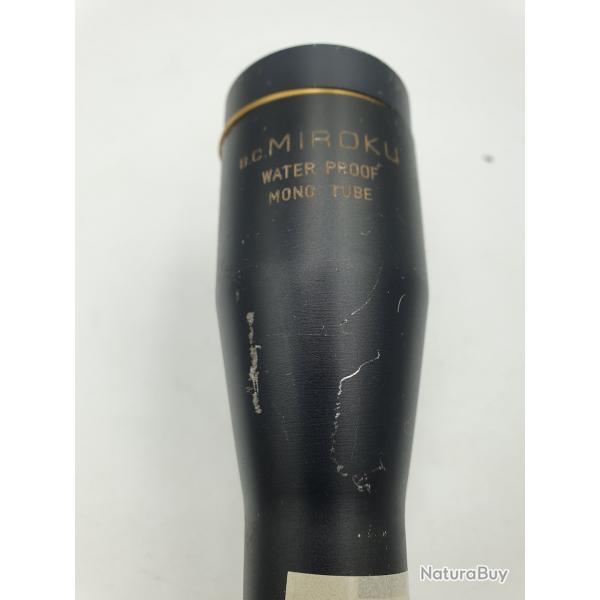 B.C. MIROKU
WATER PROOF
MONO TUBE
NaturaBuy